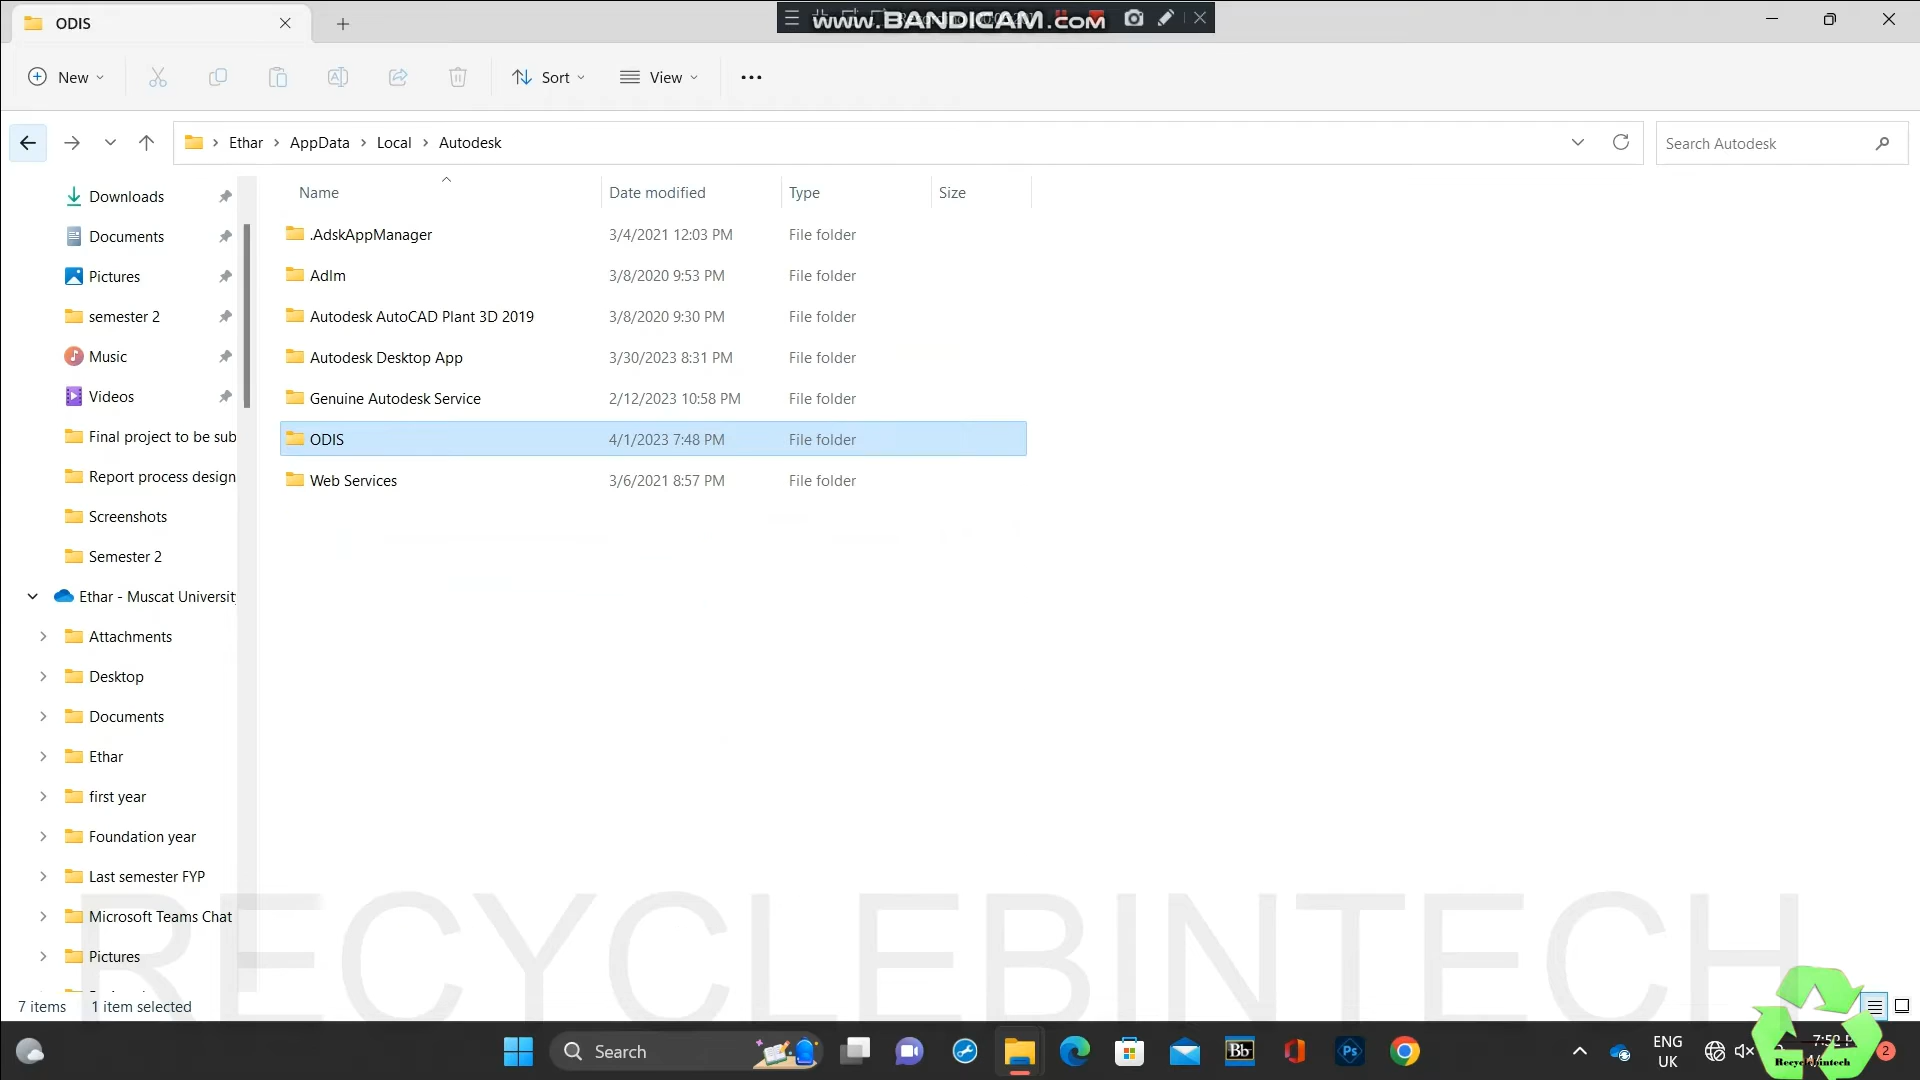 ODIS
www.BANDICAM.com
New
Sort
View
Ethar > AppData > Local > Autodesk
Search Autodesk
Name
Date modified
Type
Size
Downloads
Documents
Pictures
semester 2
Music
Videos
Final project to be sub
Report process design
Screenshots
Semester 2
Ethar - Muscat University
Attachments
Desktop
Documents
Ethar
first year
Foundation year
Last semester FYP
Microsoft Teams Chat
Pictures
.AdskAppManager 3/4/2021 12:03 PM File folder
Adlm 3/8/2020 9:53 PM File folder
Autodesk AutoCAD Plant 3D 2019 3/8/2020 9:30 PM File folder
Autodesk Desktop App 3/30/2023 8:31 PM File folder
Genuine Autodesk Service 2/12/2023 10:58 PM File folder
ODIS 4/1/2023 7:48 PM File folder
Web Services 3/6/2021 8:57 PM File folder
RECYCLEBINTECH
7 items 1 item selected
Search
Bb
Ps
ENG
UK
2